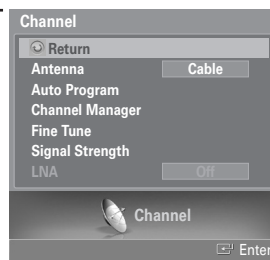 Channel
Return
Antenna Cable
Auto Program
Channel Manager
Fine Tune
Signal Strength
LNA Off
Channel
Enter